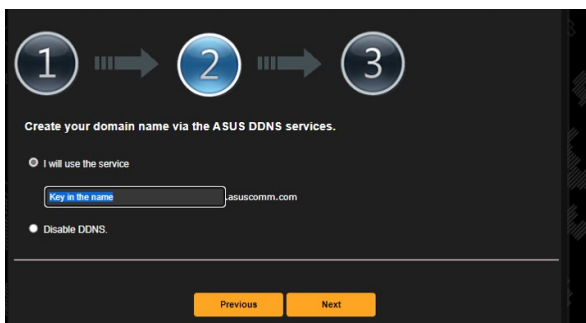 1 2 3
Create your domain name via the ASUS DDNS services.
I will use the service
Key in the name .asuscomm.com
Disable DDNS.
Previous Next